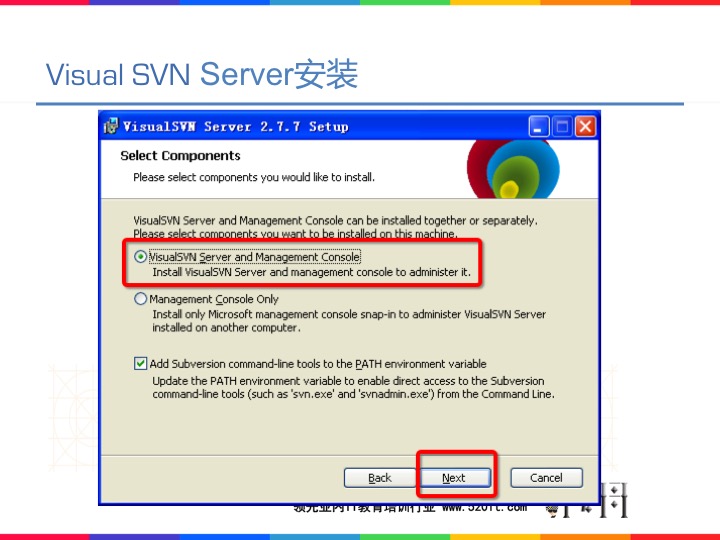 Visual SVN Server安装
VisualSVN Server 2.7.7 Setup
Select Components
Please select components you would like to install.
VisualSVN Server and Management Console can be installed together or separately.
Please select components you want to be installed on this machine.
VisualSVN Server and Management Console
Install VisualSVN Server and management console to administer it.
Management Console Only
Install only Microsoft management console snap-in to administer VisualSVN Server
installed on another computer.
Add Subversion command-line tools to the PATH environment variable
Update the PATH environment variable to enable direct access to the Subversion
command-line tools (such as 'svn.exe' and 'svnadmin.exe') from the Command Line.
Back Next Cancel
领先业内IT教育培训行业 www.520it.com